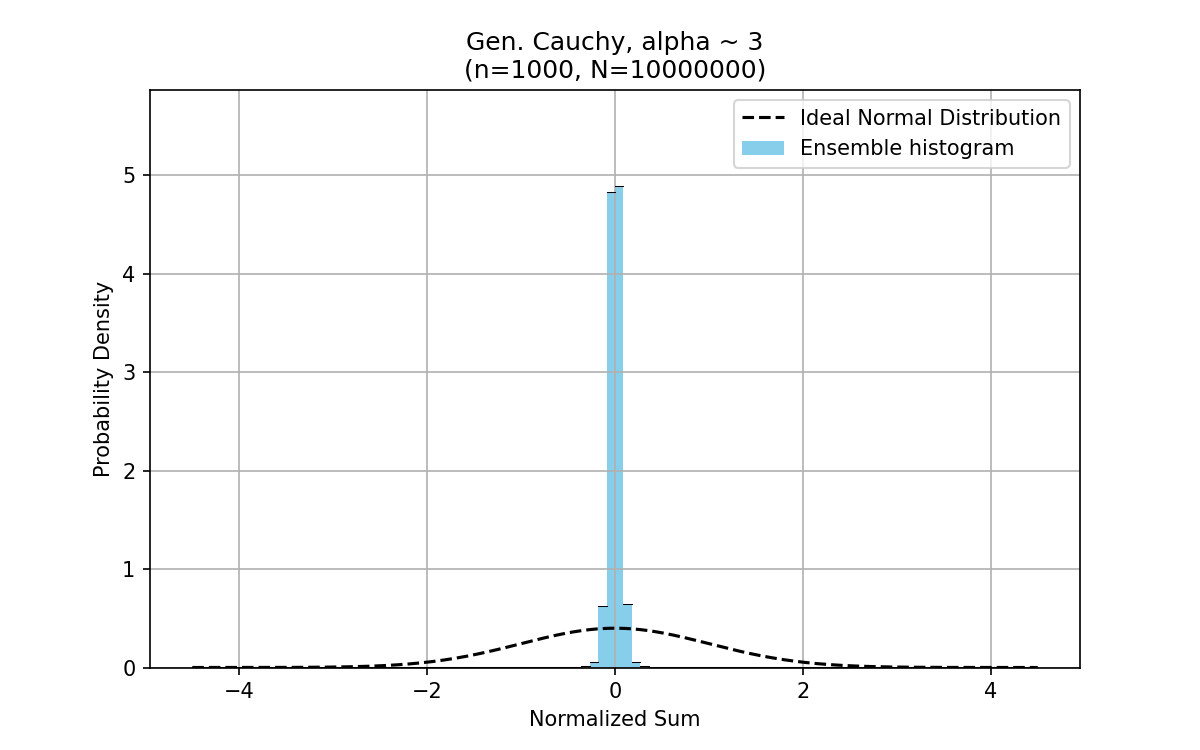 Gen. Cauchy, alpha ~ 3
(n=1000, N=10000000)
Ideal Normal Distribution
Ensemble histogram
Probability Density
5
4
3
2
1
0
−4
−2
0
2
4
Normalized Sum